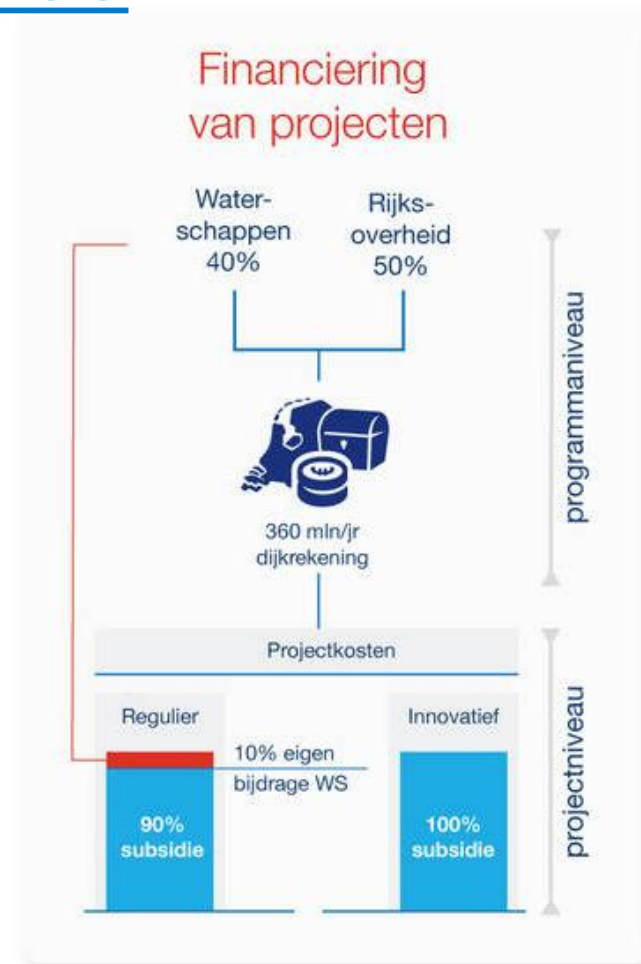 Financiering
van projecten
Water-
schappen
40%
Rijks-
overheid
50%
programmaniveau
360 mln/jr
dijkrekening
Projectkosten
projectniveau
Regulier
Innovatief
10% eigen
bijdrage WS
90%
subsidie
100%
subsidie